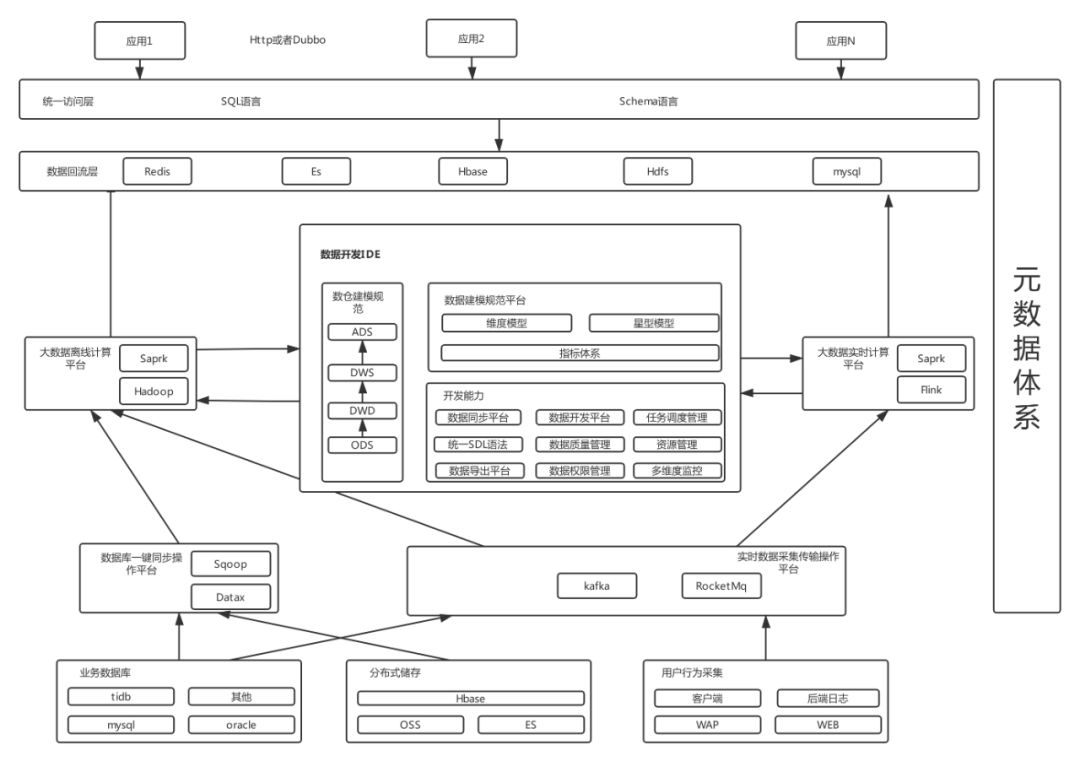 应用1
Http或者Dubbo
应用2
应用N
统一访问层
SQL语言
Schema语言
数据回流层
Redis
Es
Hbase
Hdfs
mysql
数据开发IDE
数仓建模规
范
ADS
DWS
DWD
ODS
数据建模规范平台
维度模型
星型模型
指标体系
开发能力
数据同步平台
数据开发平台
任务调度管理
统一SDL语法
数据质量管理
资源管理
数据导出平台
数据权限管理
多维度监控
大数据离线计算
平台
Saprk
Hadoop
大数据实时计算
平台
Saprk
Flink
元
数
据
体
系
数据库一键同步操
作平台
Sqoop
Datax
实时数据采集传输操作
平台
kafka
RocketMq
业务数据库
tidb
其他
mysql
oracle
分布式储存
Hbase
OSS
ES
用户行为采集
客户端
后端日志
WAP
WEB